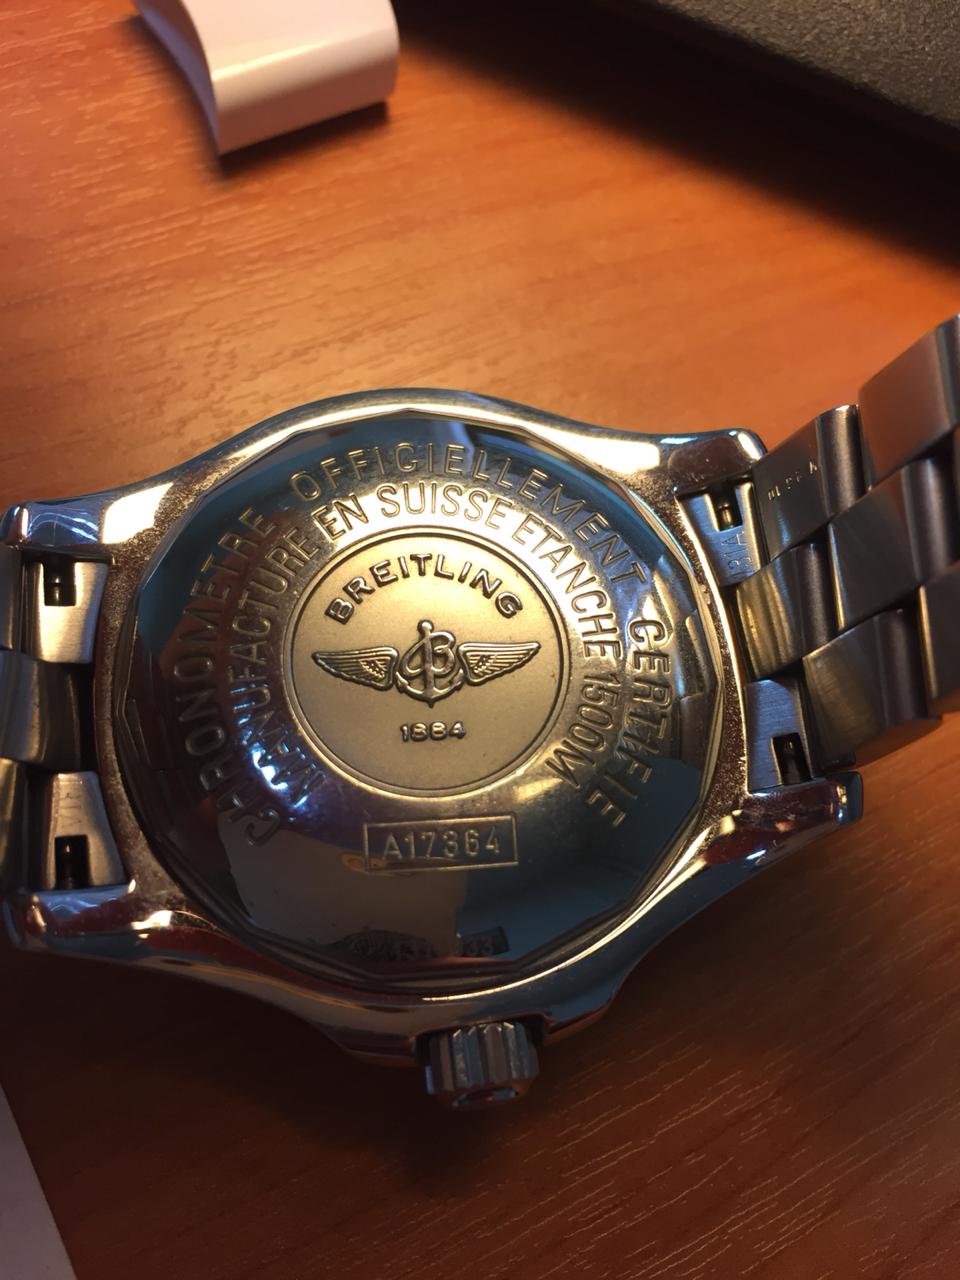 CHRONOMETRE OFFICIELLEMENT CERTIFIE
MANUFACTURE EN SUISSE ETANCHE 1500M
BREITLING
1884
A17364